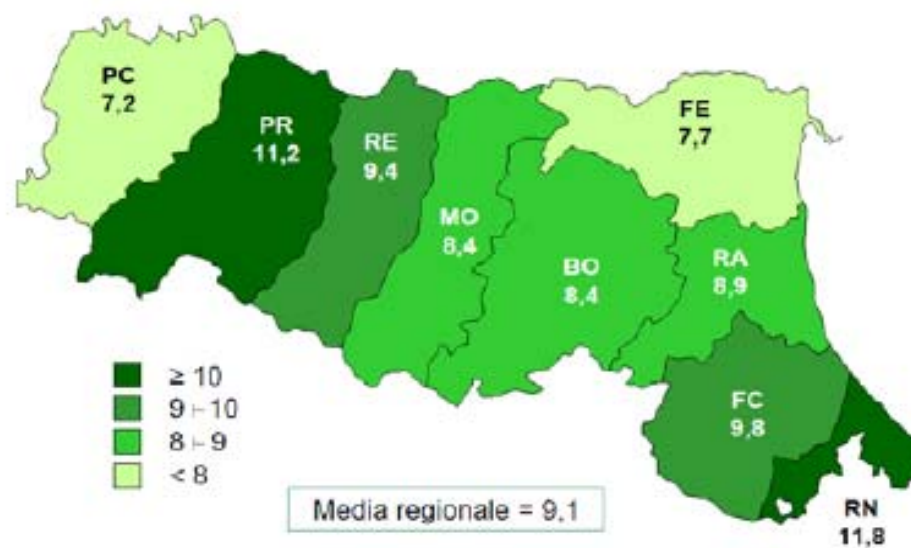 PC
7,2
PR
11,2
RE
9,4
MO
8,4
BO
8,4
FE
7,7
RA
8,9
FC
9,8
RN
11,8
≥ 10
9 ⊢ 10
8 ⊢ 9
< 8
Media regionale = 9,1